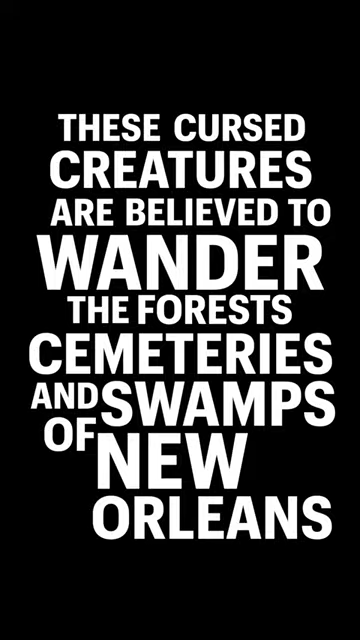 THESE CURSED
CREATURES
ARE BELIEVED TO
WANDER
THE FORESTS
CEMETERIES
AND SWAMPS
OF NEW
ORLEANS